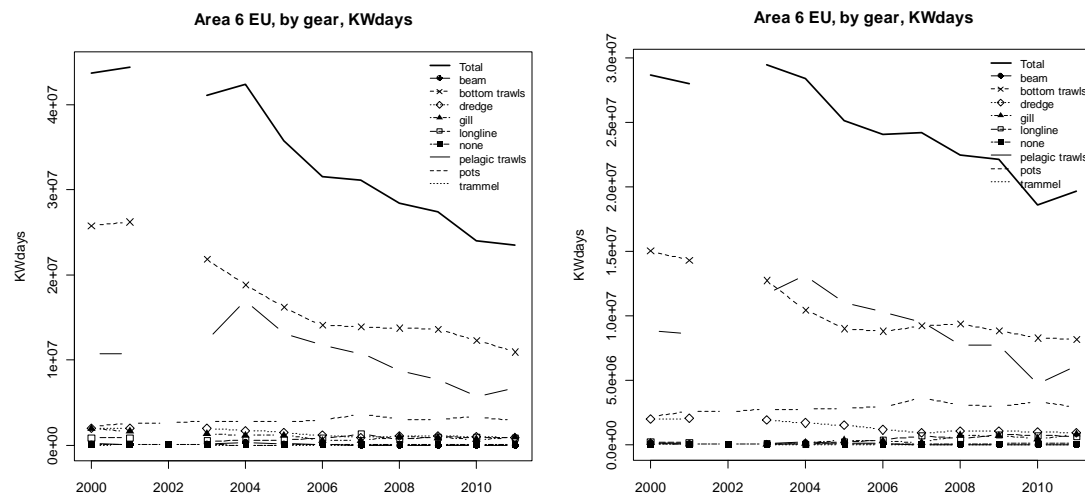 Area 6 EU, by gear, KWdays
KWdays
0e+00
1e+07
2e+07
3e+07
4e+07
2000
2002
2004
2006
2008
2010
Total
beam
bottom trawls
dredge
gill
longline
none
pelagic trawls
pots
trammel
Area 6 EU, by gear, KWdays
KWdays
0.0e+00
5.0e+06
1.0e+07
1.5e+07
2.0e+07
2.5e+07
3.0e+07
2000
2002
2004
2006
2008
2010
Total
beam
bottom trawls
dredge
gill
longline
none
pelagic trawls
pots
trammel